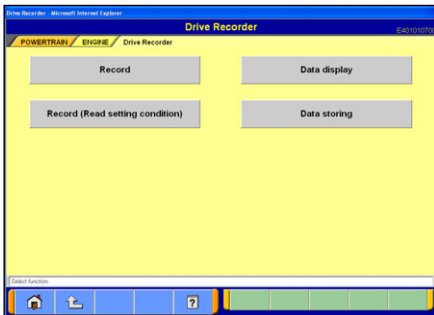 Drive Recorder - Microsoft Internet Explorer
Drive Recorder
E401010700
POWERTRAIN ENGINE Drive Recorder
Record Data display
Record (Read setting condition) Data storing
Select function.
?